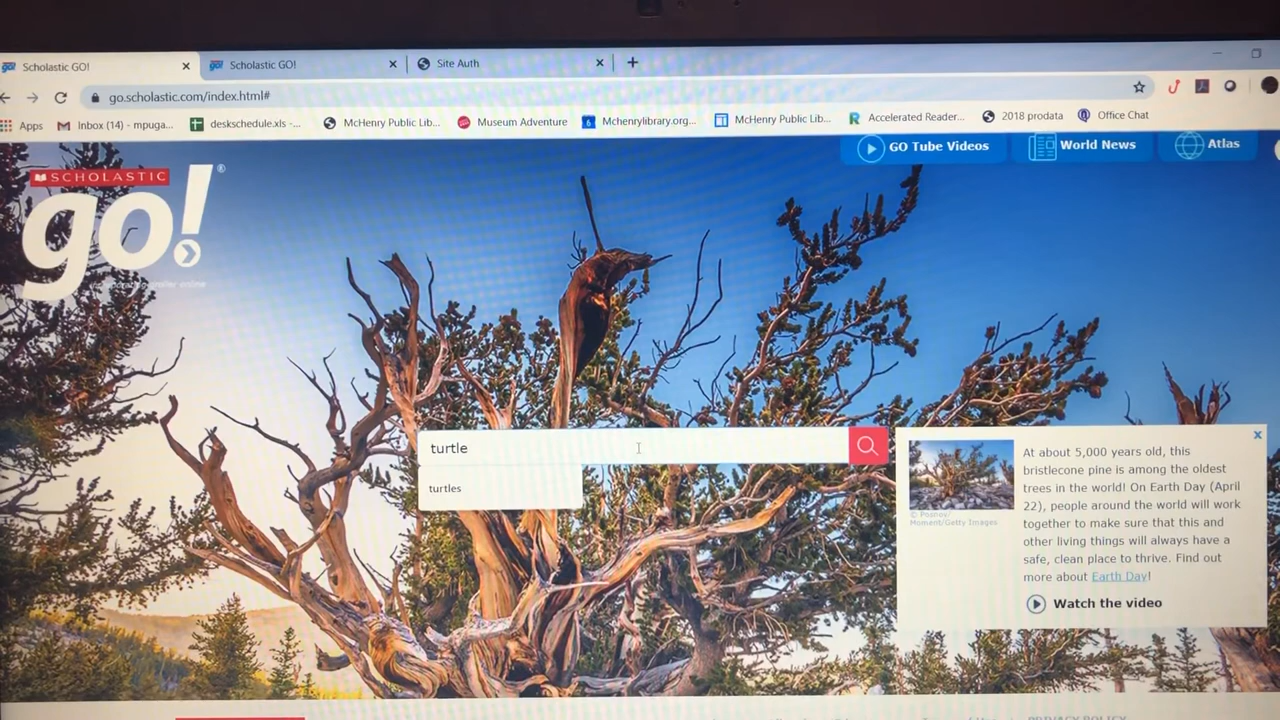 Scholastic GO!
Scholastic GO!
Site Auth
go.scholastic.com/index.html#
Apps
Inbox (14) - mpuga...
deskschedule.xls -...
McHenry Public Lib...
Museum Adventure
Mchenrylibrary.org...
McHenry Public Lib...
Accelerated Reader...
2018 prodata
Office Chat
GO Tube Videos
World News
Atlas
SCHOLASTIC
go!
turtle
turtles
At about 5,000 years old, this
bristlecone pine is among the oldest
trees in the world! On Earth Day (April
22), people around the world will work
together to make sure that this and
other living things will always have a
safe, clean place to thrive. Find out
more about Earth Day!
Moment/Getty Images
Watch the video
PRIVACY POLICY